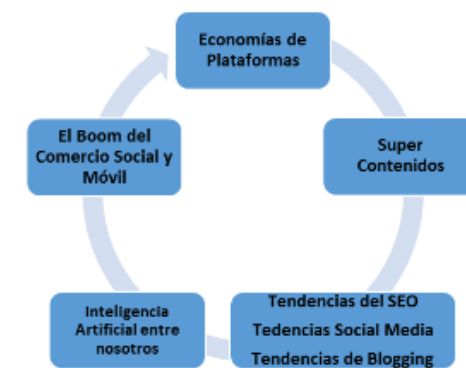 Economías de
Plataformas
Super
Contenidos
Tendencias del SEO
Tedencias Social Media
Tendencias de Blogging
Inteligencia
Artificial entre
nosotros
El Boom del
Comercio Social y
Móvil